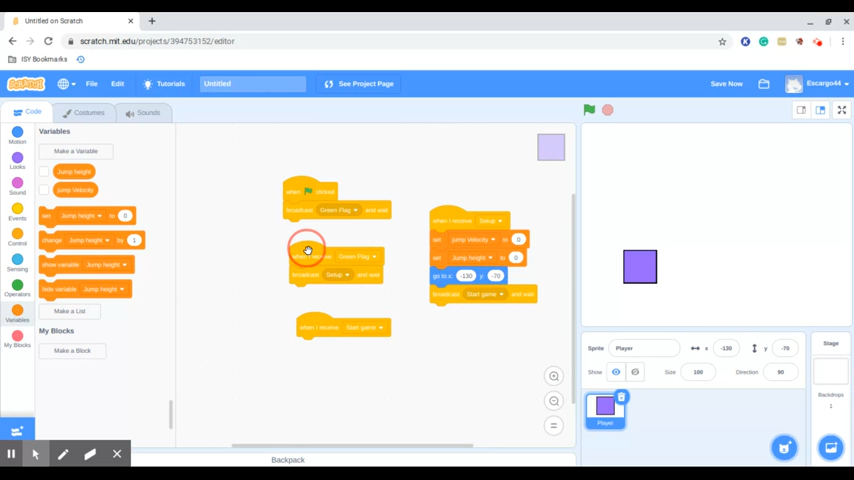 Untitled on Scratch
scratch.mit.edu/projects/394753152/editor
ISY Bookmarks
SCRATCH
File
Edit
Tutorials
Untitled
See Project Page
Save Now
Escargo44
Code
Costumes
Sounds
Motion
Looks
Sound
Events
Control
Sensing
Operators
Variables
My Blocks
Variables
Make a Variable
Jump height
jump Velocity
set Jump height to 0
change Jump height by 1
show variable Jump height
hide variable Jump height
Make a List
My Blocks
Make a Block
when clicked
broadcast Green Flag and wait
when I receive Green Flag
broadcast Setup and wait
when I receive Start game
when I receive Setup
set jump Velocity to 0
set Jump height to 0
go to x: -130 y: -70
broadcast Start game and wait
Sprite Player x -130 y -70
Show Size 100 Direction 90
Player
Stage
Backdrops
1
Backpack